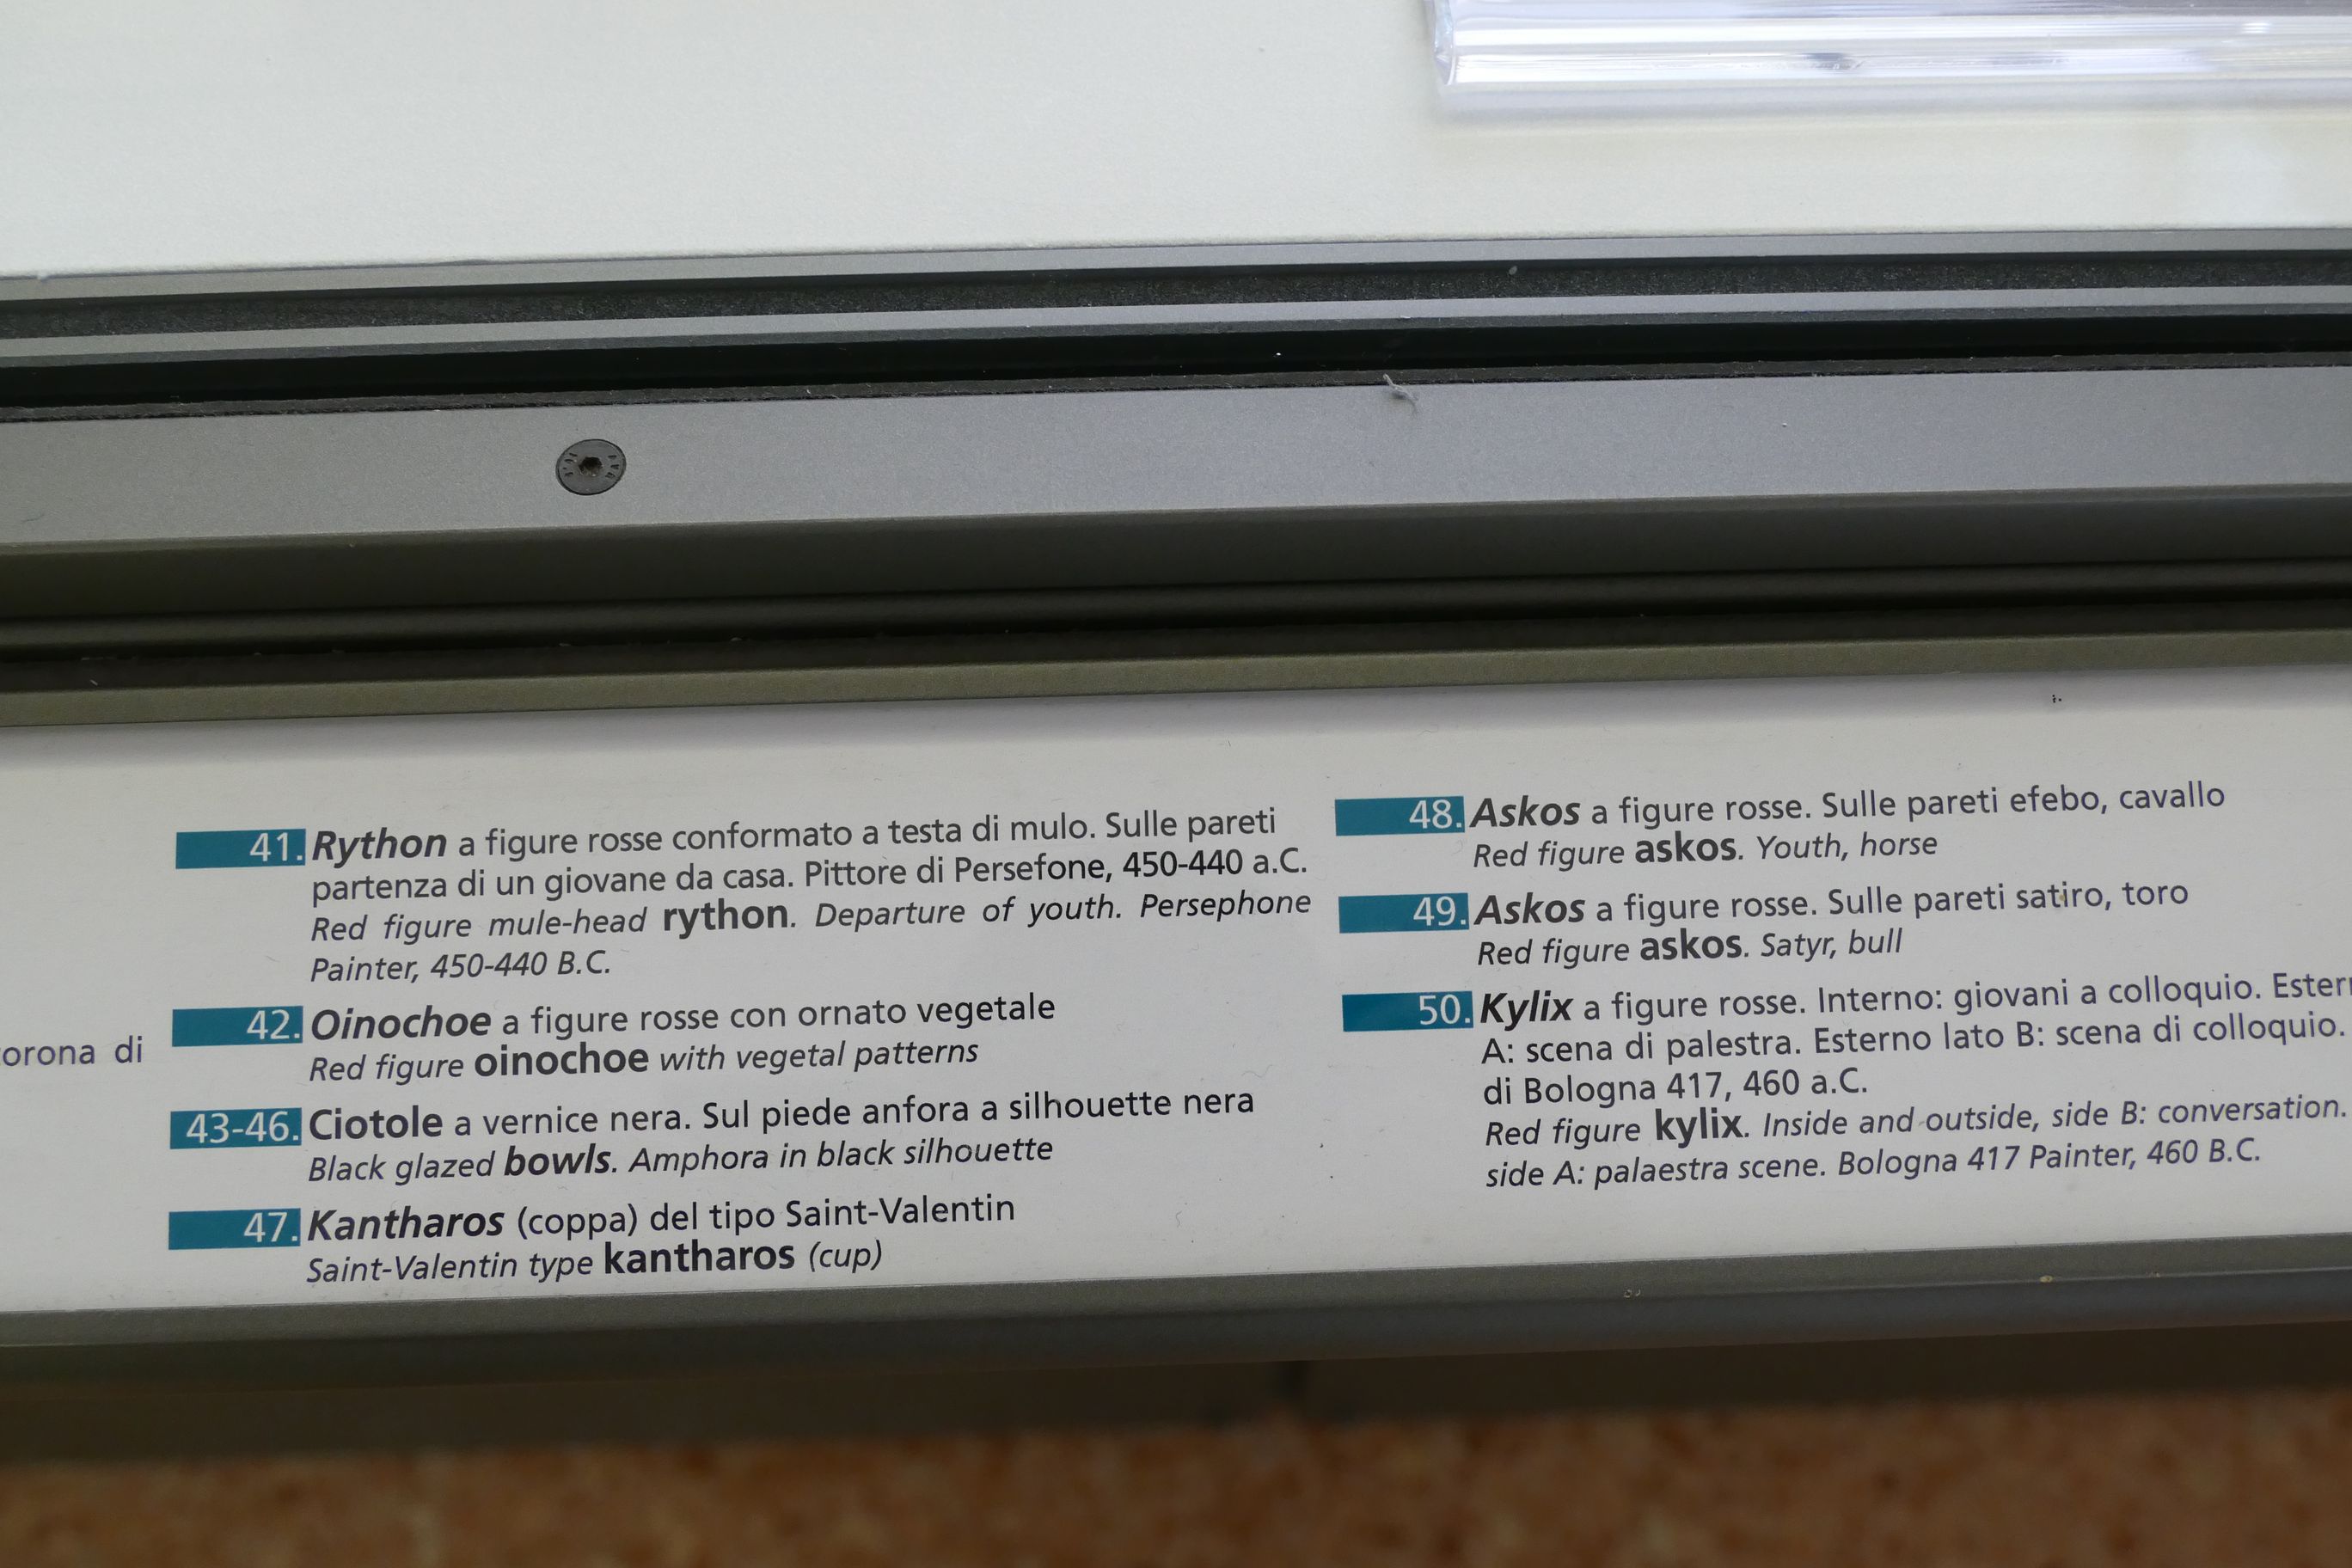 orona di
41. Rython a figure rosse conformato a testa di mulo. Sulle pareti
partenza di un giovane da casa. Pittore di Persefone, 450-440 a.C.
Red figure mule-head rython. Departure of youth. Persephone
Painter, 450-440 B.C.
42. Oinochoe a figure rosse con ornato vegetale
Red figure oinochoe with vegetal patterns
43-46. Ciotole a vernice nera. Sul piede anfora a silhouette nera
Black glazed bowls. Amphora in black silhouette
47. Kantharos (coppa) del tipo Saint-Valentin
Saint-Valentin type kantharos (cup)
48. Askos a figure rosse. Sulle pareti efebo, cavallo
Red figure askos. Youth, horse
49. Askos a figure rosse. Sulle pareti satiro, toro
Red figure askos. Satyr, bull
50. Kylix a figure rosse. Interno: giovani a colloquio. Ester
A: scena di palestra. Esterno lato B: scena di colloquio.
di Bologna 417, 460 a.C.
Red figure kylix. Inside and outside, side B: conversation.
side A: palaestra scene. Bologna 417 Painter, 460 B.C.